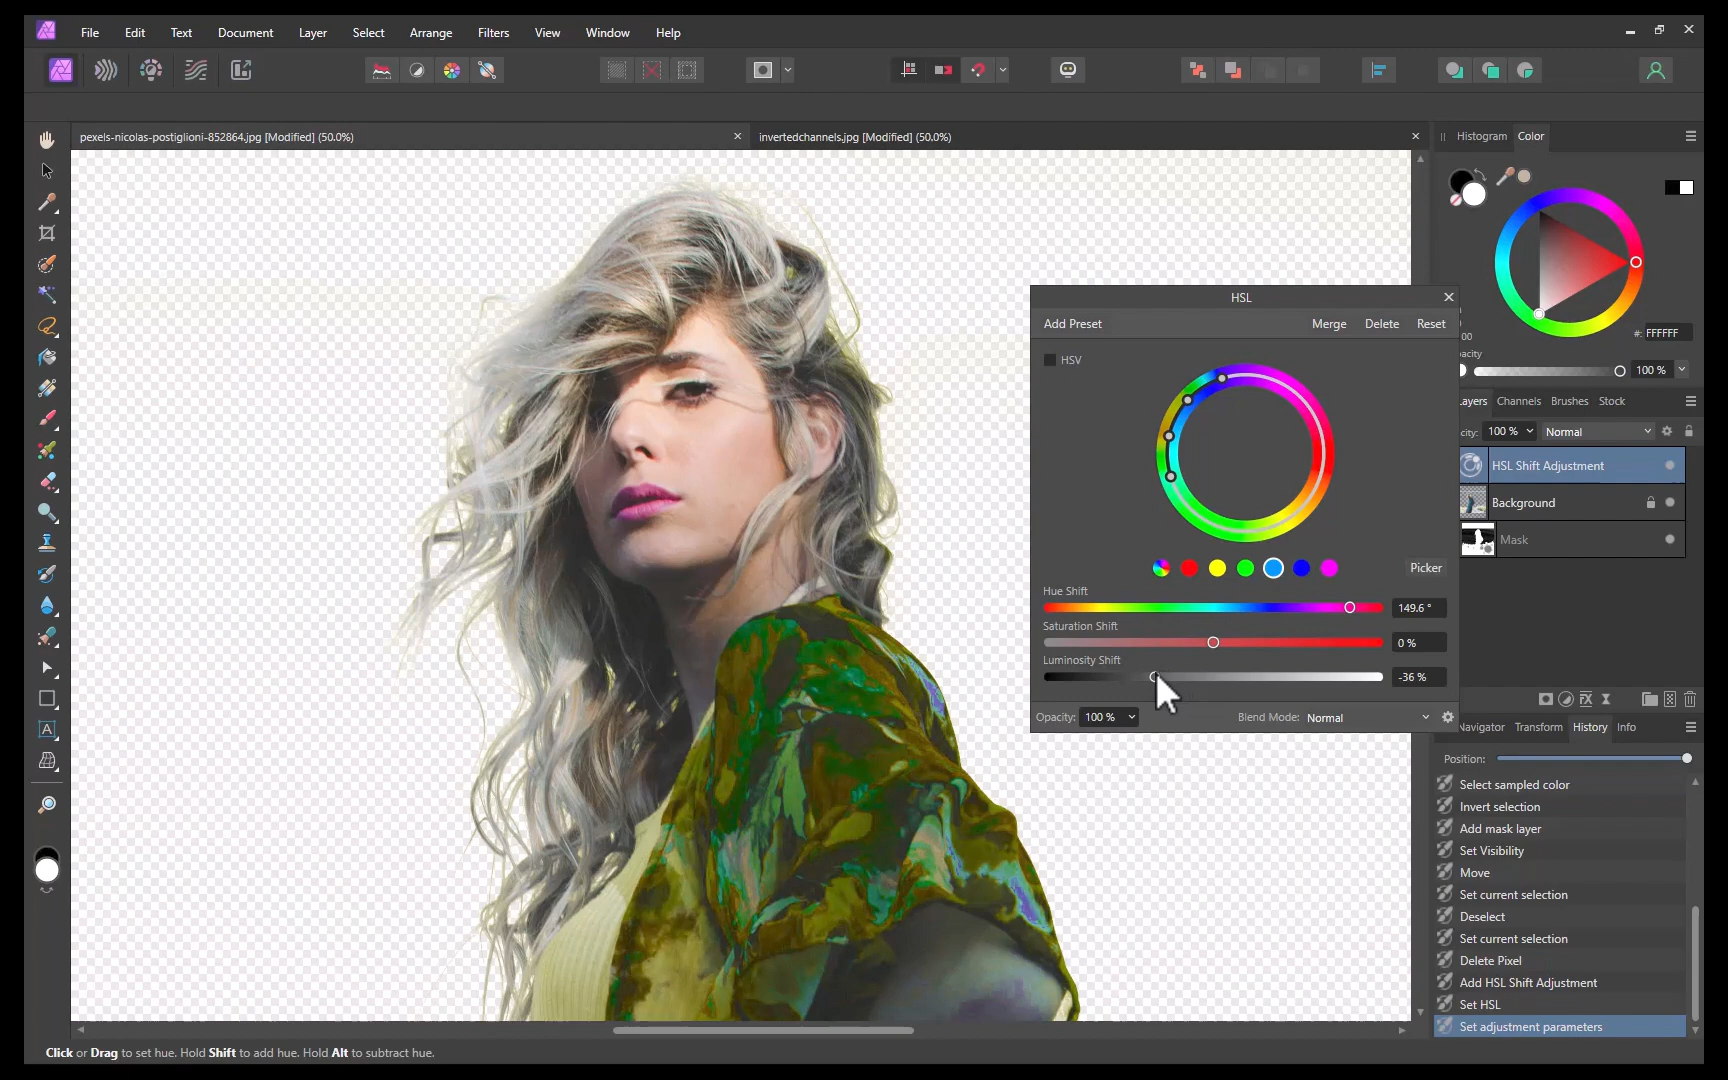 File Edit Text Document Layer Select Arrange Filters View Window Help
pexels-nicolas-postiglioni-852864.jpg [Modified] (50.0%)
invertedchannels.jpg [Modified] (50.0%)
Histogram Color
#: FFFFFF
00
pacity
100 %
ayers Channels Brushes Stock
city: 100 % Normal
HSL Shift Adjustment
Background
Mask
HSL
Add Preset Merge Delete Reset
HSV
Picker
Hue Shift
149.6 °
Saturation Shift
0 %
Luminosity Shift
-36 %
Opacity: 100 % Blend Mode: Normal
Navigator Transform History Info
Position:
Select sampled color
Invert selection
Add mask layer
Set Visibility
Move
Set current selection
Deselect
Set current selection
Delete Pixel
Add HSL Shift Adjustment
Set HSL
Set adjustment parameters
Click or Drag to set hue. Hold Shift to add hue. Hold Alt to subtract hue.